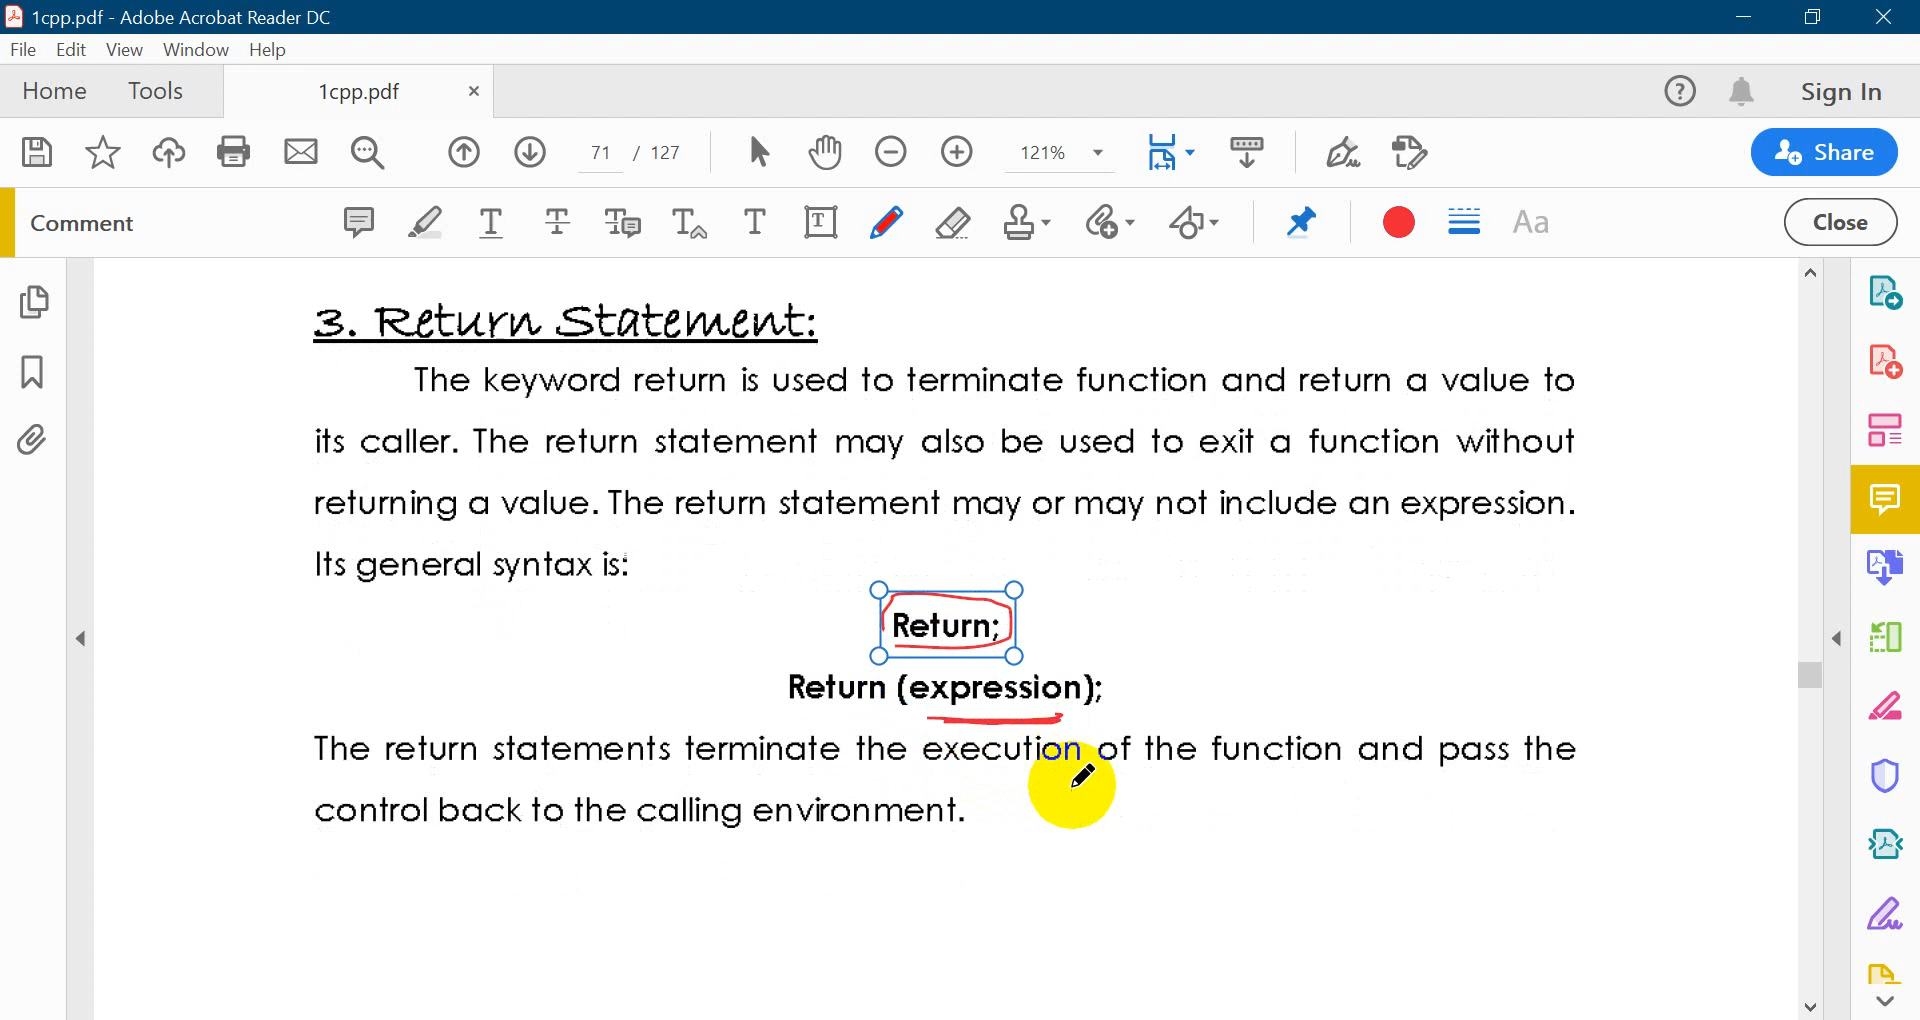 1cpp.pdf - Adobe Acrobat Reader DC
File Edit View Window Help
Home Tools 1cpp.pdf × Sign In
71 / 127 121% Share
Comment Aa Close
3. Return Statement:
The keyword return is used to terminate function and return a value to
its caller. The return statement may also be used to exit a function without
returning a value. The return statement may or may not include an expression.
Its general syntax is:
Return;
Return (expression);
The return statements terminate the execution of the function and pass the
control back to the calling environment.